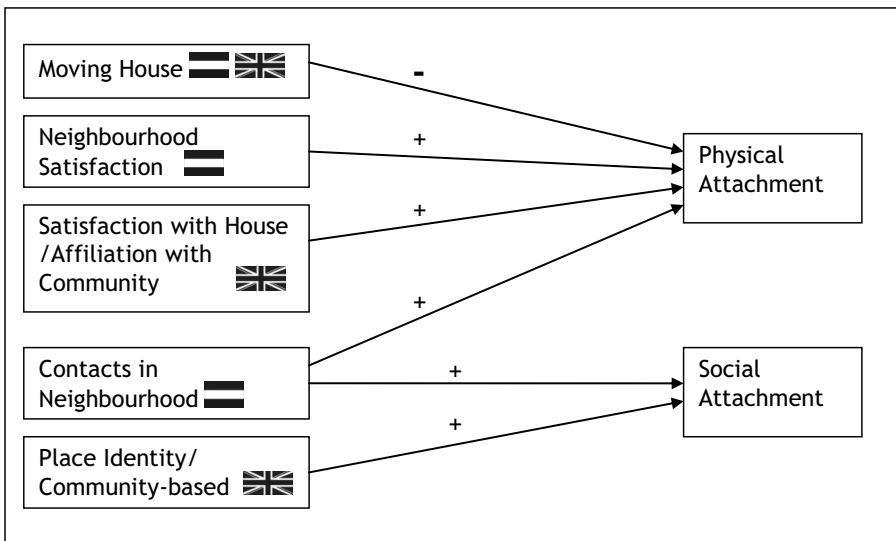 Moving House
-
Neighbourhood
Satisfaction
+
Physical
Attachment
Satisfaction with House
/Affiliation with
Community
+
+
Contacts in
Neighbourhood
+
Social
Attachment
+
Place Identity/
Community-based